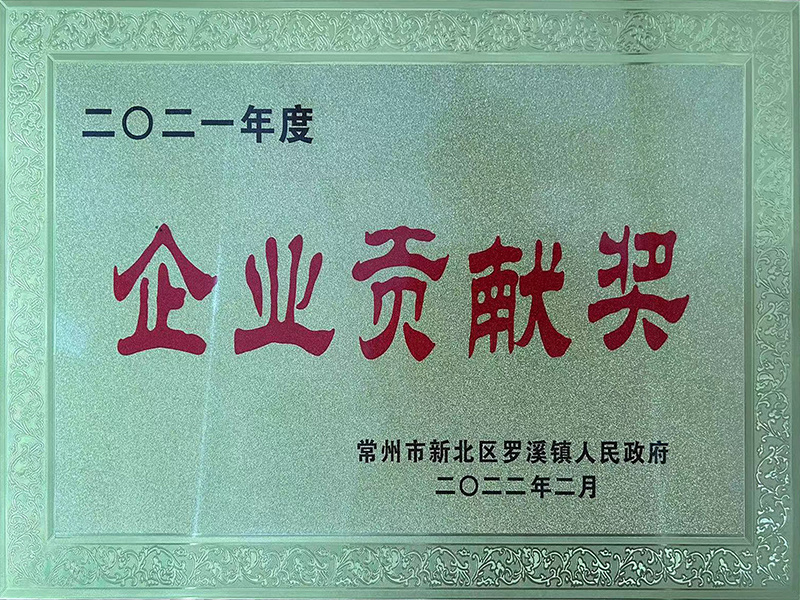 二〇二一年度
企业贡献奖
常州市新北区罗溪镇人民政府
二〇二二年二月